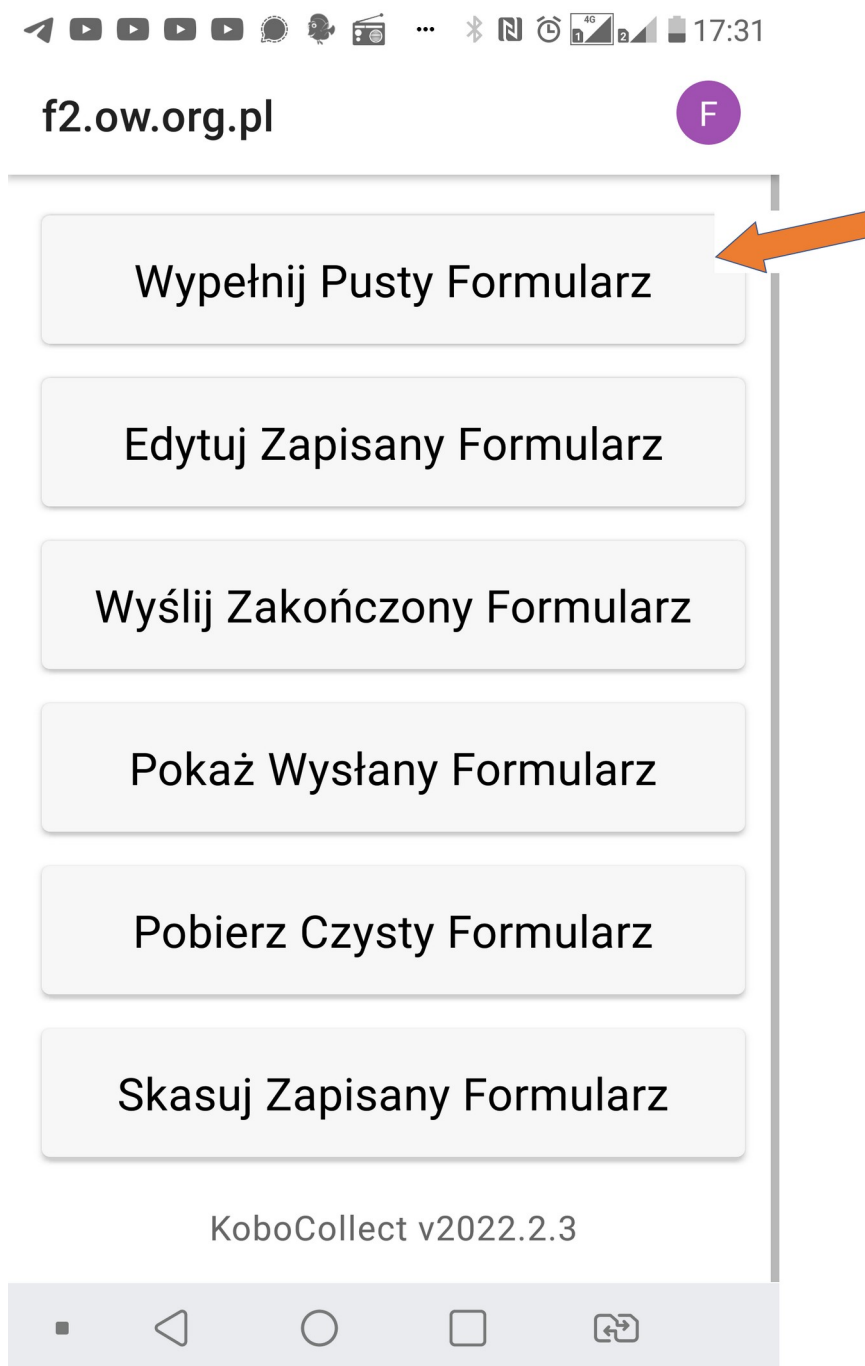 17:31
f2.ow.org.pl
F
Wypełnij Pusty Formularz
Edytuj Zapisany Formularz
Wyślij Zakończony Formularz
Pokaż Wysłany Formularz
Pobierz Czysty Formularz
Skasuj Zapisany Formularz
KoboCollect v2022.2.3